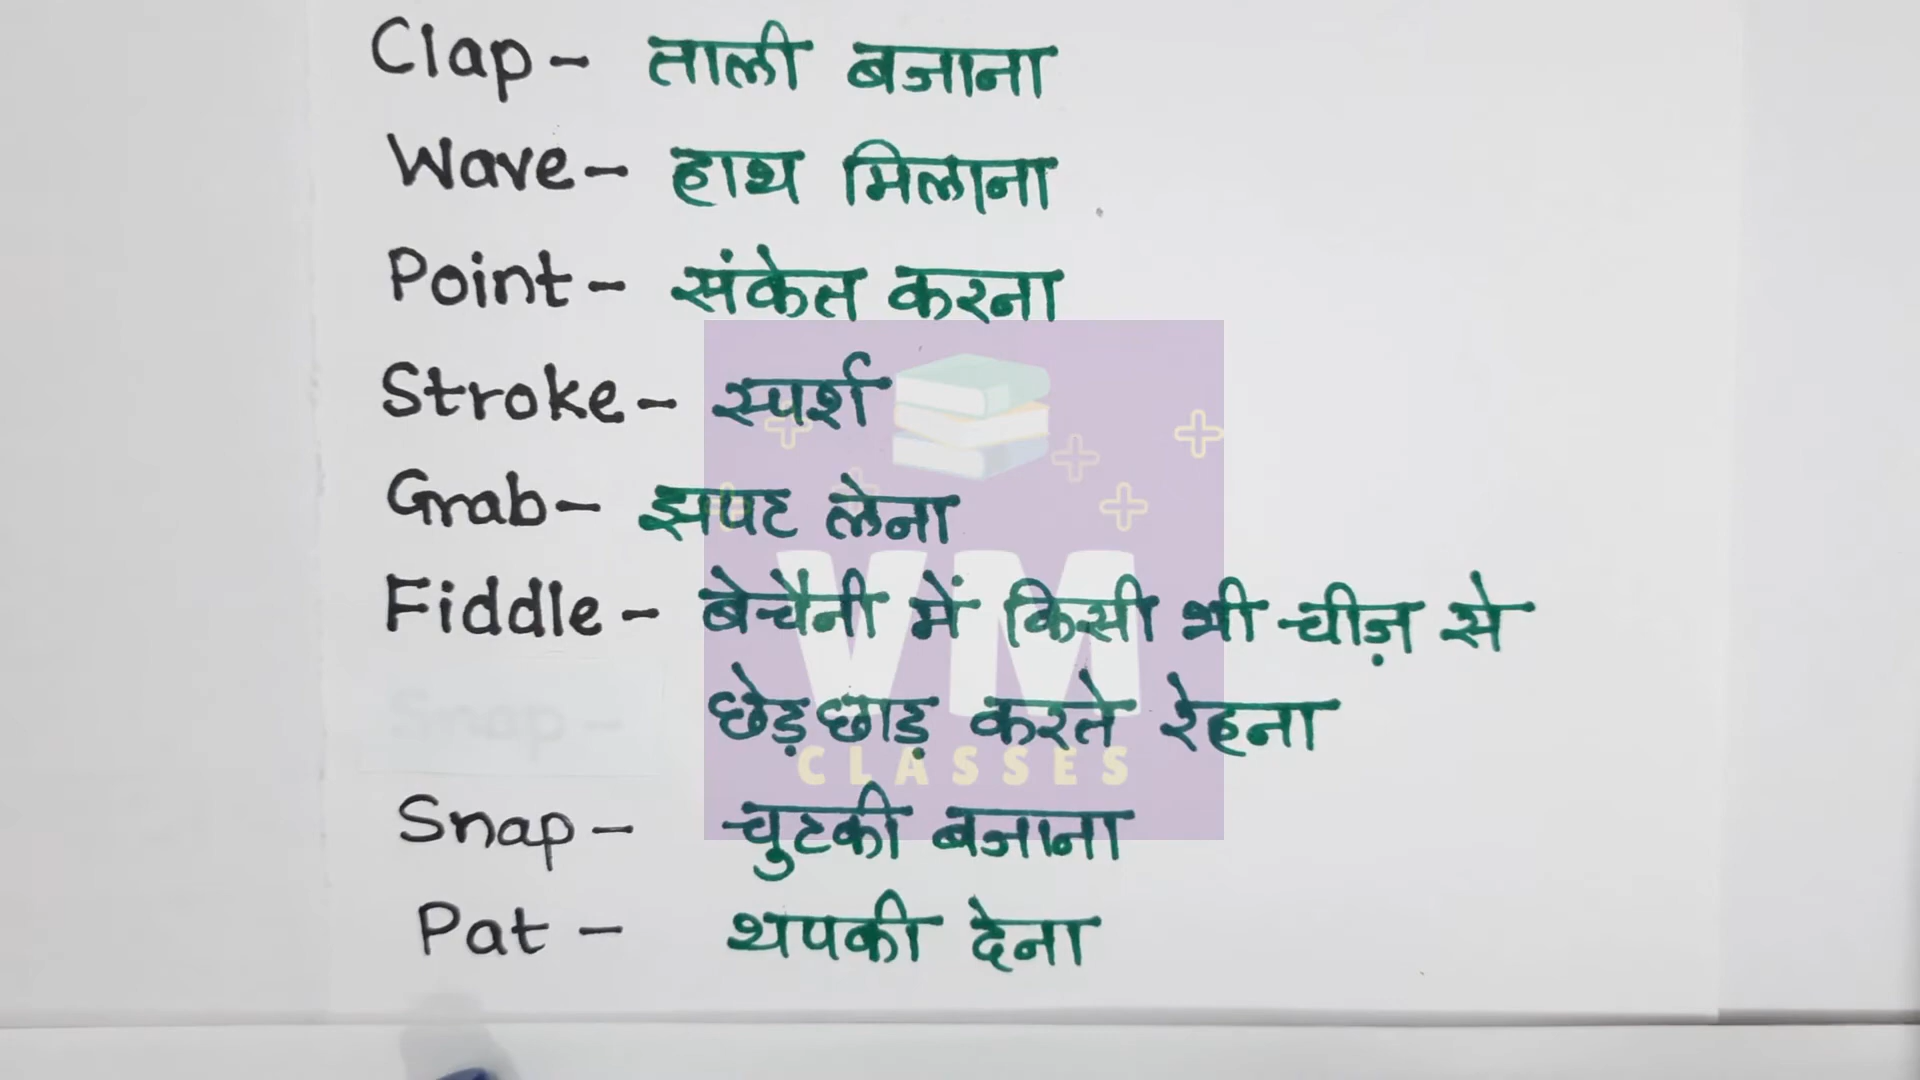 Clap - ताली बजाना
Wave - हाथ मिलाना
Point - संकेत करना
Stroke - स्पर्श
Grab - झपट लेना
Fiddle - बेचैनी में किसी भी चीज़ से
छेड़छाड़ करते रेहना
Snap -
VM
CLASSES
Snap - चुटकी बजाना
Pat - थपकी देना